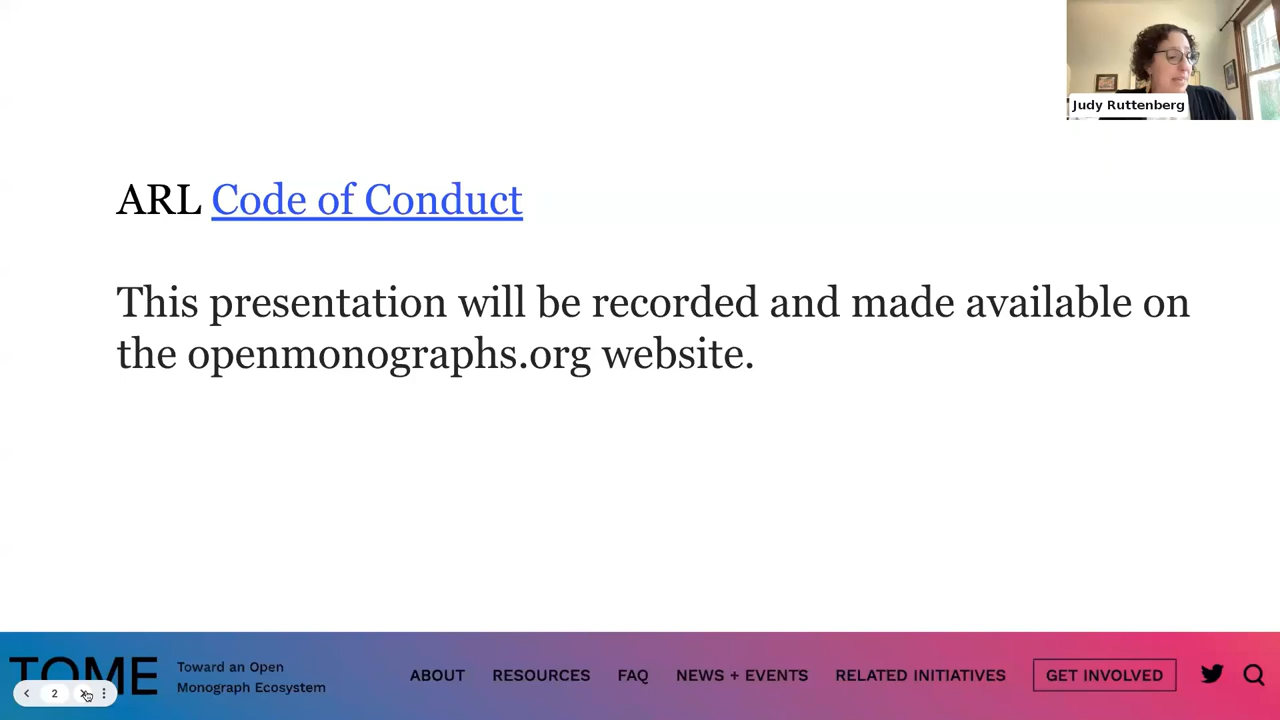 Judy Ruttenberg
ARL Code of Conduct
This presentation will be recorded and made available on
the openmonographs.org website.
TOME
Toward an Open
Monograph Ecosystem
ABOUT
RESOURCES
FAQ
NEWS + EVENTS
RELATED INITIATIVES
GET INVOLVED
2